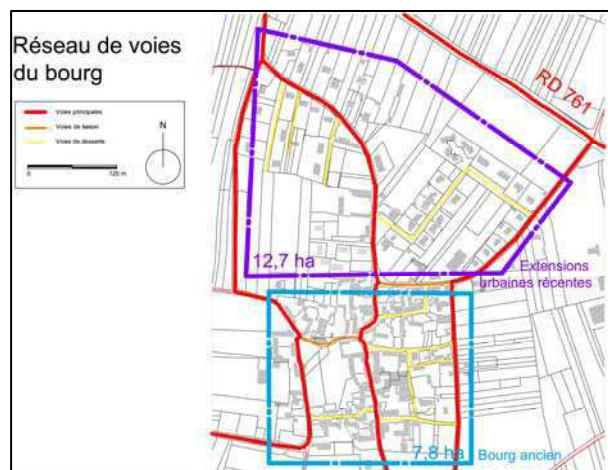 Réseau de voies
du bourg
Voies principales
Voies de liaison
Voies de desserte
N
0
125 m
RD 761
12,7 ha
Extensions
urbaines récentes
7,8 ha
Bourg ancien